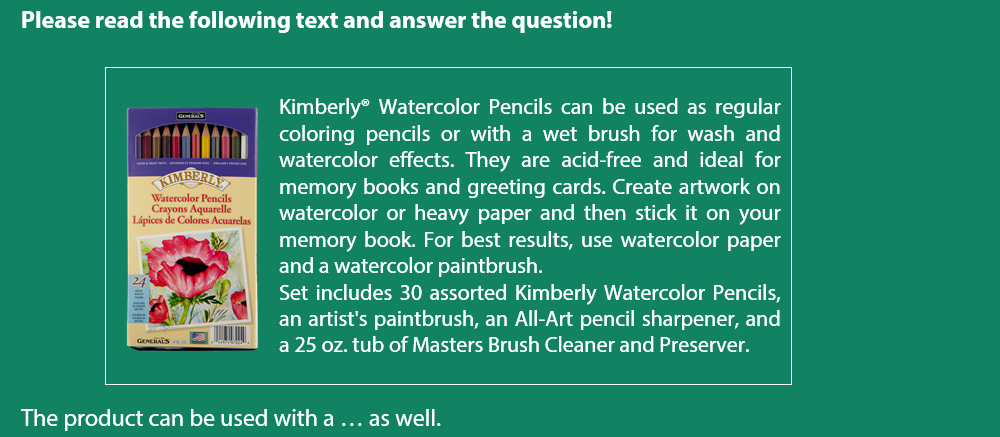 Please read the following text and answer the question!
GENERAL'S
KIMBERLY
Watercolor Pencils
Crayons Aquarelle
Lápices de Colores Acuarelas
24
GENERAL'S
Kimberly® Watercolor Pencils can be used as regular
coloring pencils or with a wet brush for wash and
watercolor effects. They are acid-free and ideal for
memory books and greeting cards. Create artwork on
watercolor or heavy paper and then stick it on your
memory book. For best results, use watercolor paper
and a watercolor paintbrush.
Set includes 30 assorted Kimberly Watercolor Pencils,
an artist's paintbrush, an All-Art pencil sharpener, and
a 25 oz. tub of Masters Brush Cleaner and Preserver.
The product can be used with a … as well.